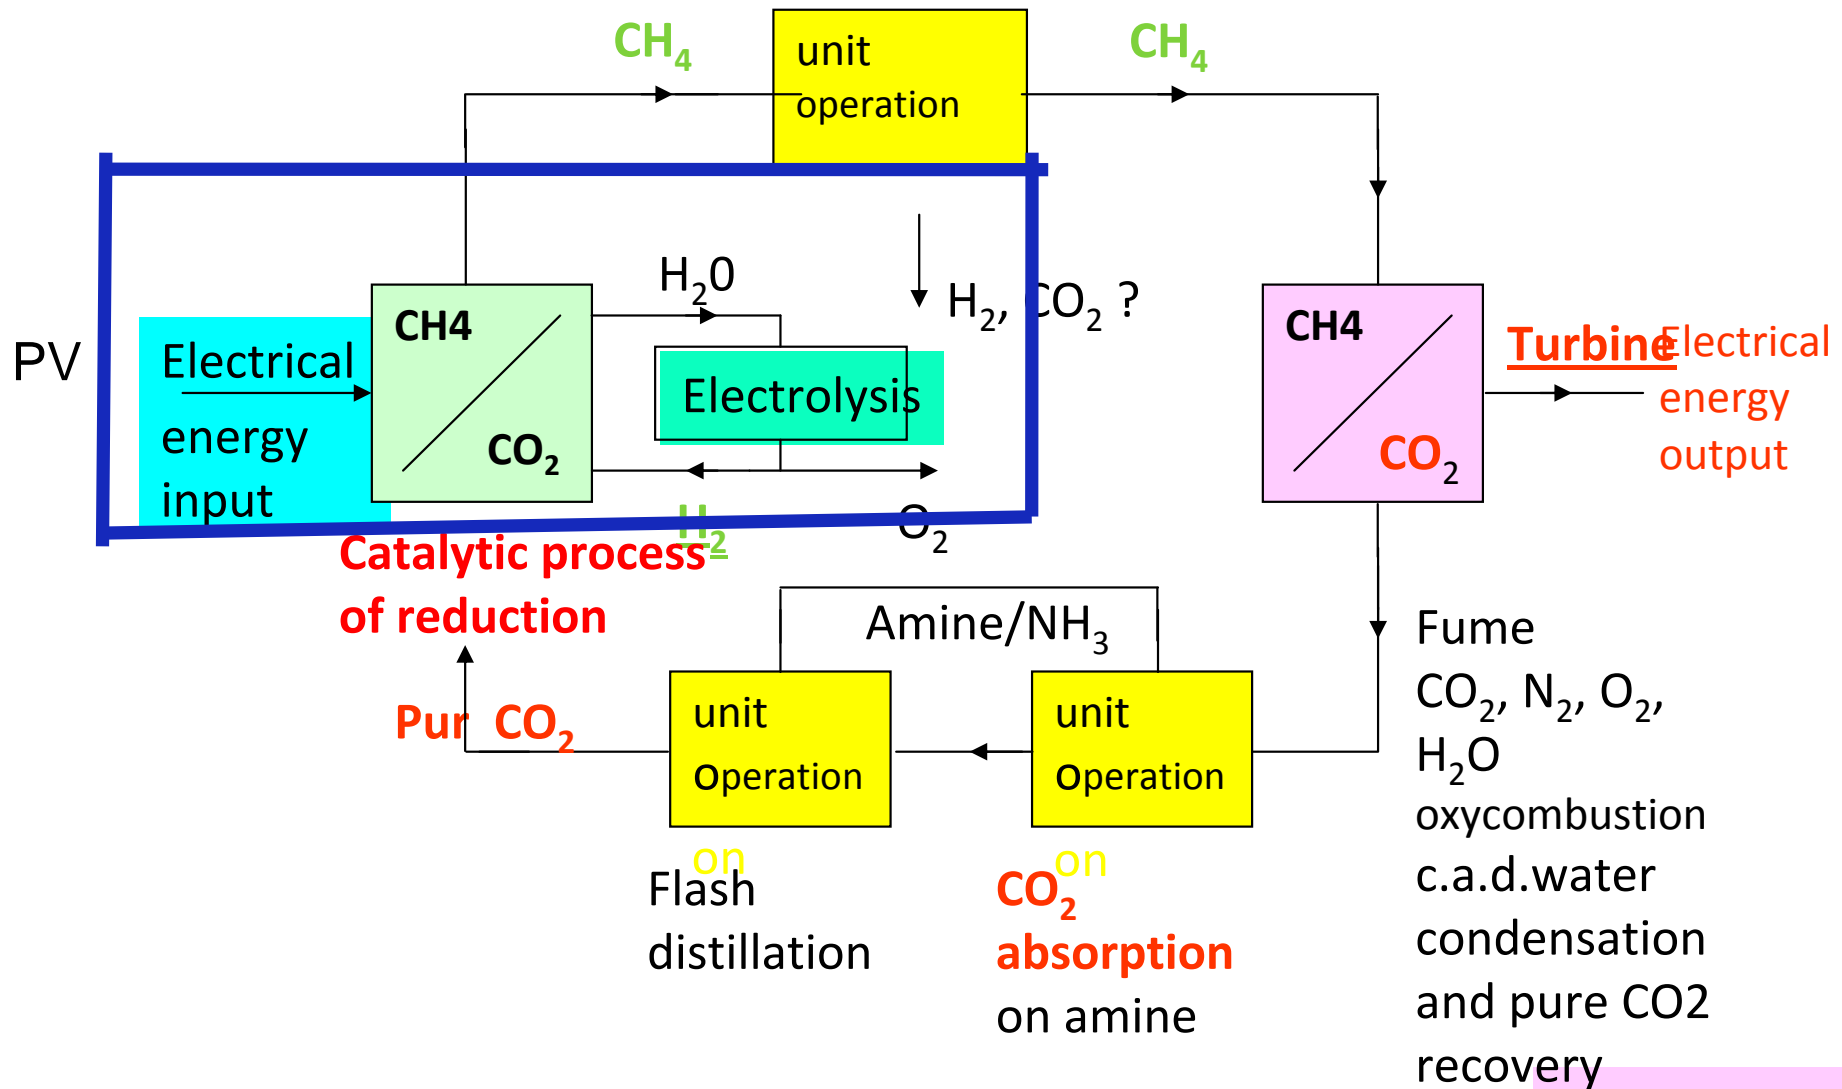 CH4
unit
operation
CH4
H20
H2, CO2 ?
PV
Electrical
energy
input
CH4
CO2
Electrolysis
H2
O2
CH4
CO2
Turbine
Electrical
energy
output
Catalytic process
of reduction
Amine/NH3
Pur CO2
unit
operation
on
Flash
distillation
unit
operation
on
CO2
absorption
on amine
Fume
CO2, N2, O2,
H2O
oxycombustion
c.a.d.water
condensation
and pure CO2
recovery